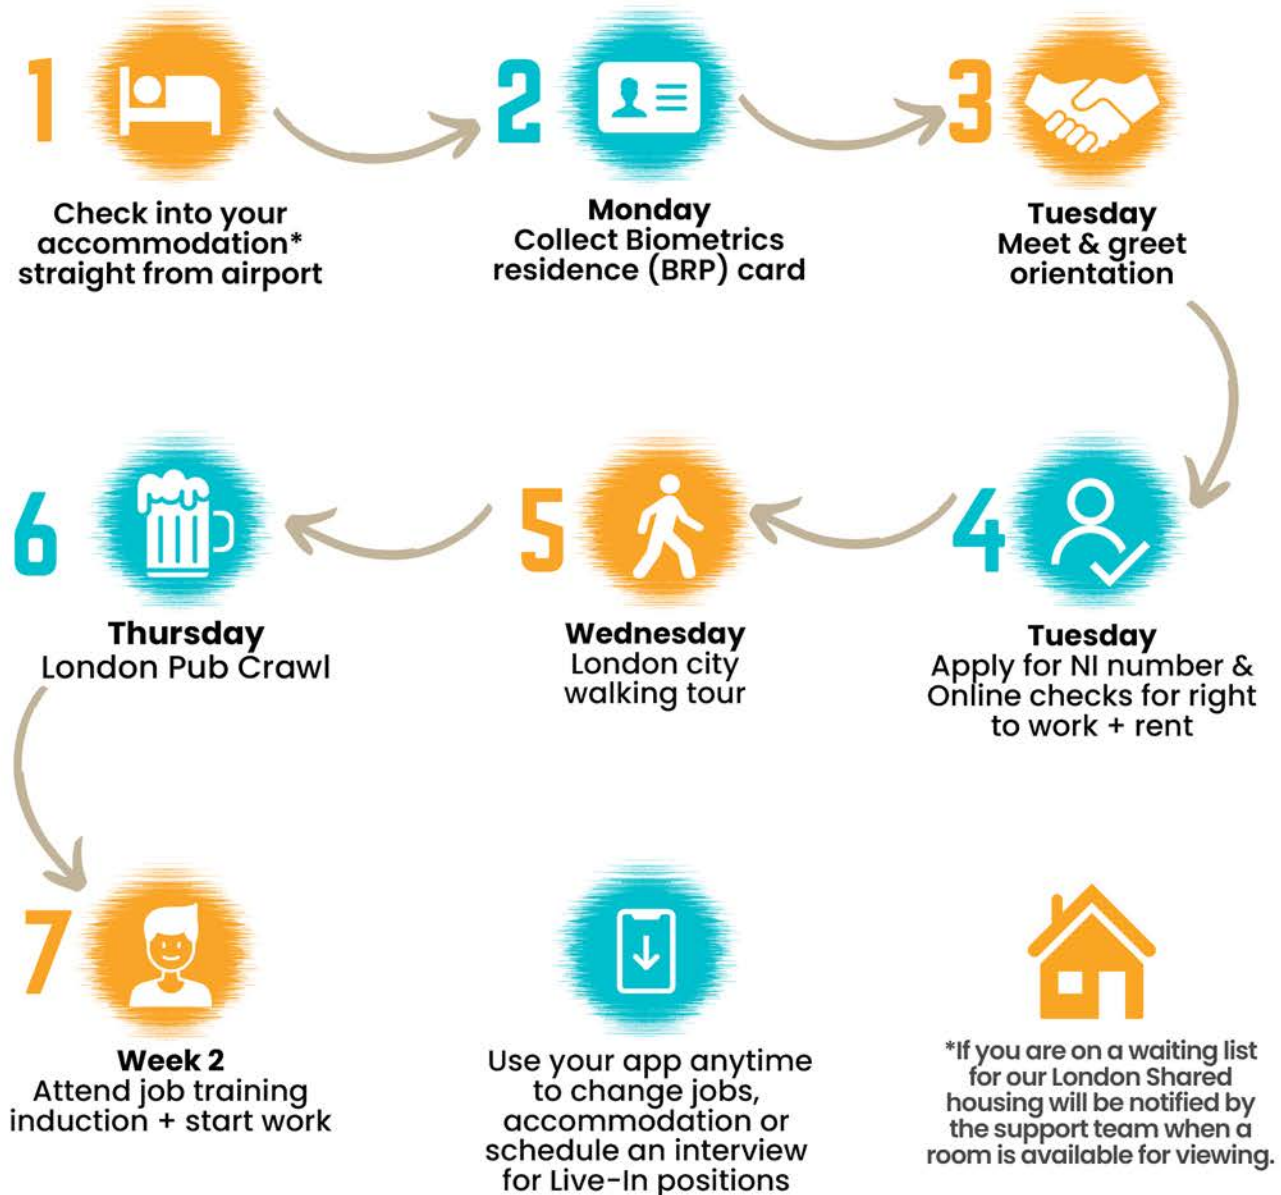 1
Check into your
accommodation*
straight from airport
2
Monday
Collect Biometrics
residence (BRP) card
3
Tuesday
Meet & greet
orientation
4
Tuesday
Apply for NI number &
Online checks for right
to work + rent
5
Wednesday
London city
walking tour
6
Thursday
London Pub Crawl
7
Week 2
Attend job training
induction + start work
Use your app anytime
to change jobs,
accommodation or
schedule an interview
for Live-In positions
*If you are on a waiting list
for our London Shared
housing will be notified by
the support team when a
room is available for viewing.